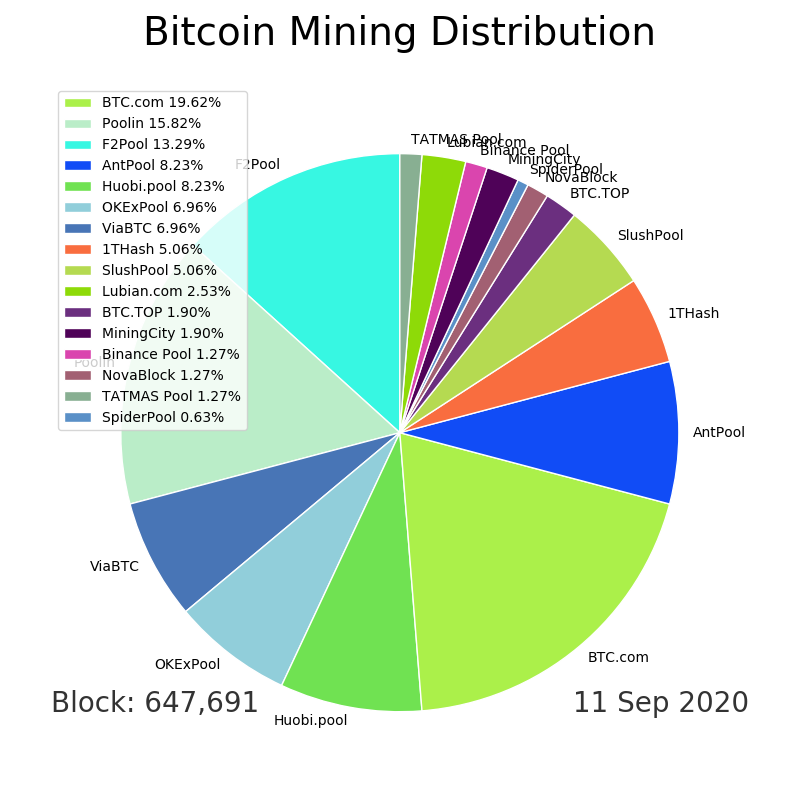 Bitcoin Mining Distribution
BTC.com 19.62%
Poolin 15.82%
F2Pool 13.29%
AntPool 8.23%
Huobi.pool 8.23%
OKExPool 6.96%
ViaBTC 6.96%
1THash 5.06%
SlushPool 5.06%
Lubian.com 2.53%
BTC.TOP 1.90%
MiningCity 1.90%
Binance Pool 1.27%
NovaBlock 1.27%
TATMAS Pool 1.27%
SpiderPool 0.63%
TATMAS Pool
Lubian.com
Binance Pool
MiningCity
SpiderPool
NovaBlock
BTC.TOP
SlushPool
1THash
AntPool
BTC.com
Huobi.pool
OKExPool
ViaBTC
Poolin
F2Pool
Block: 647,691
11 Sep 2020